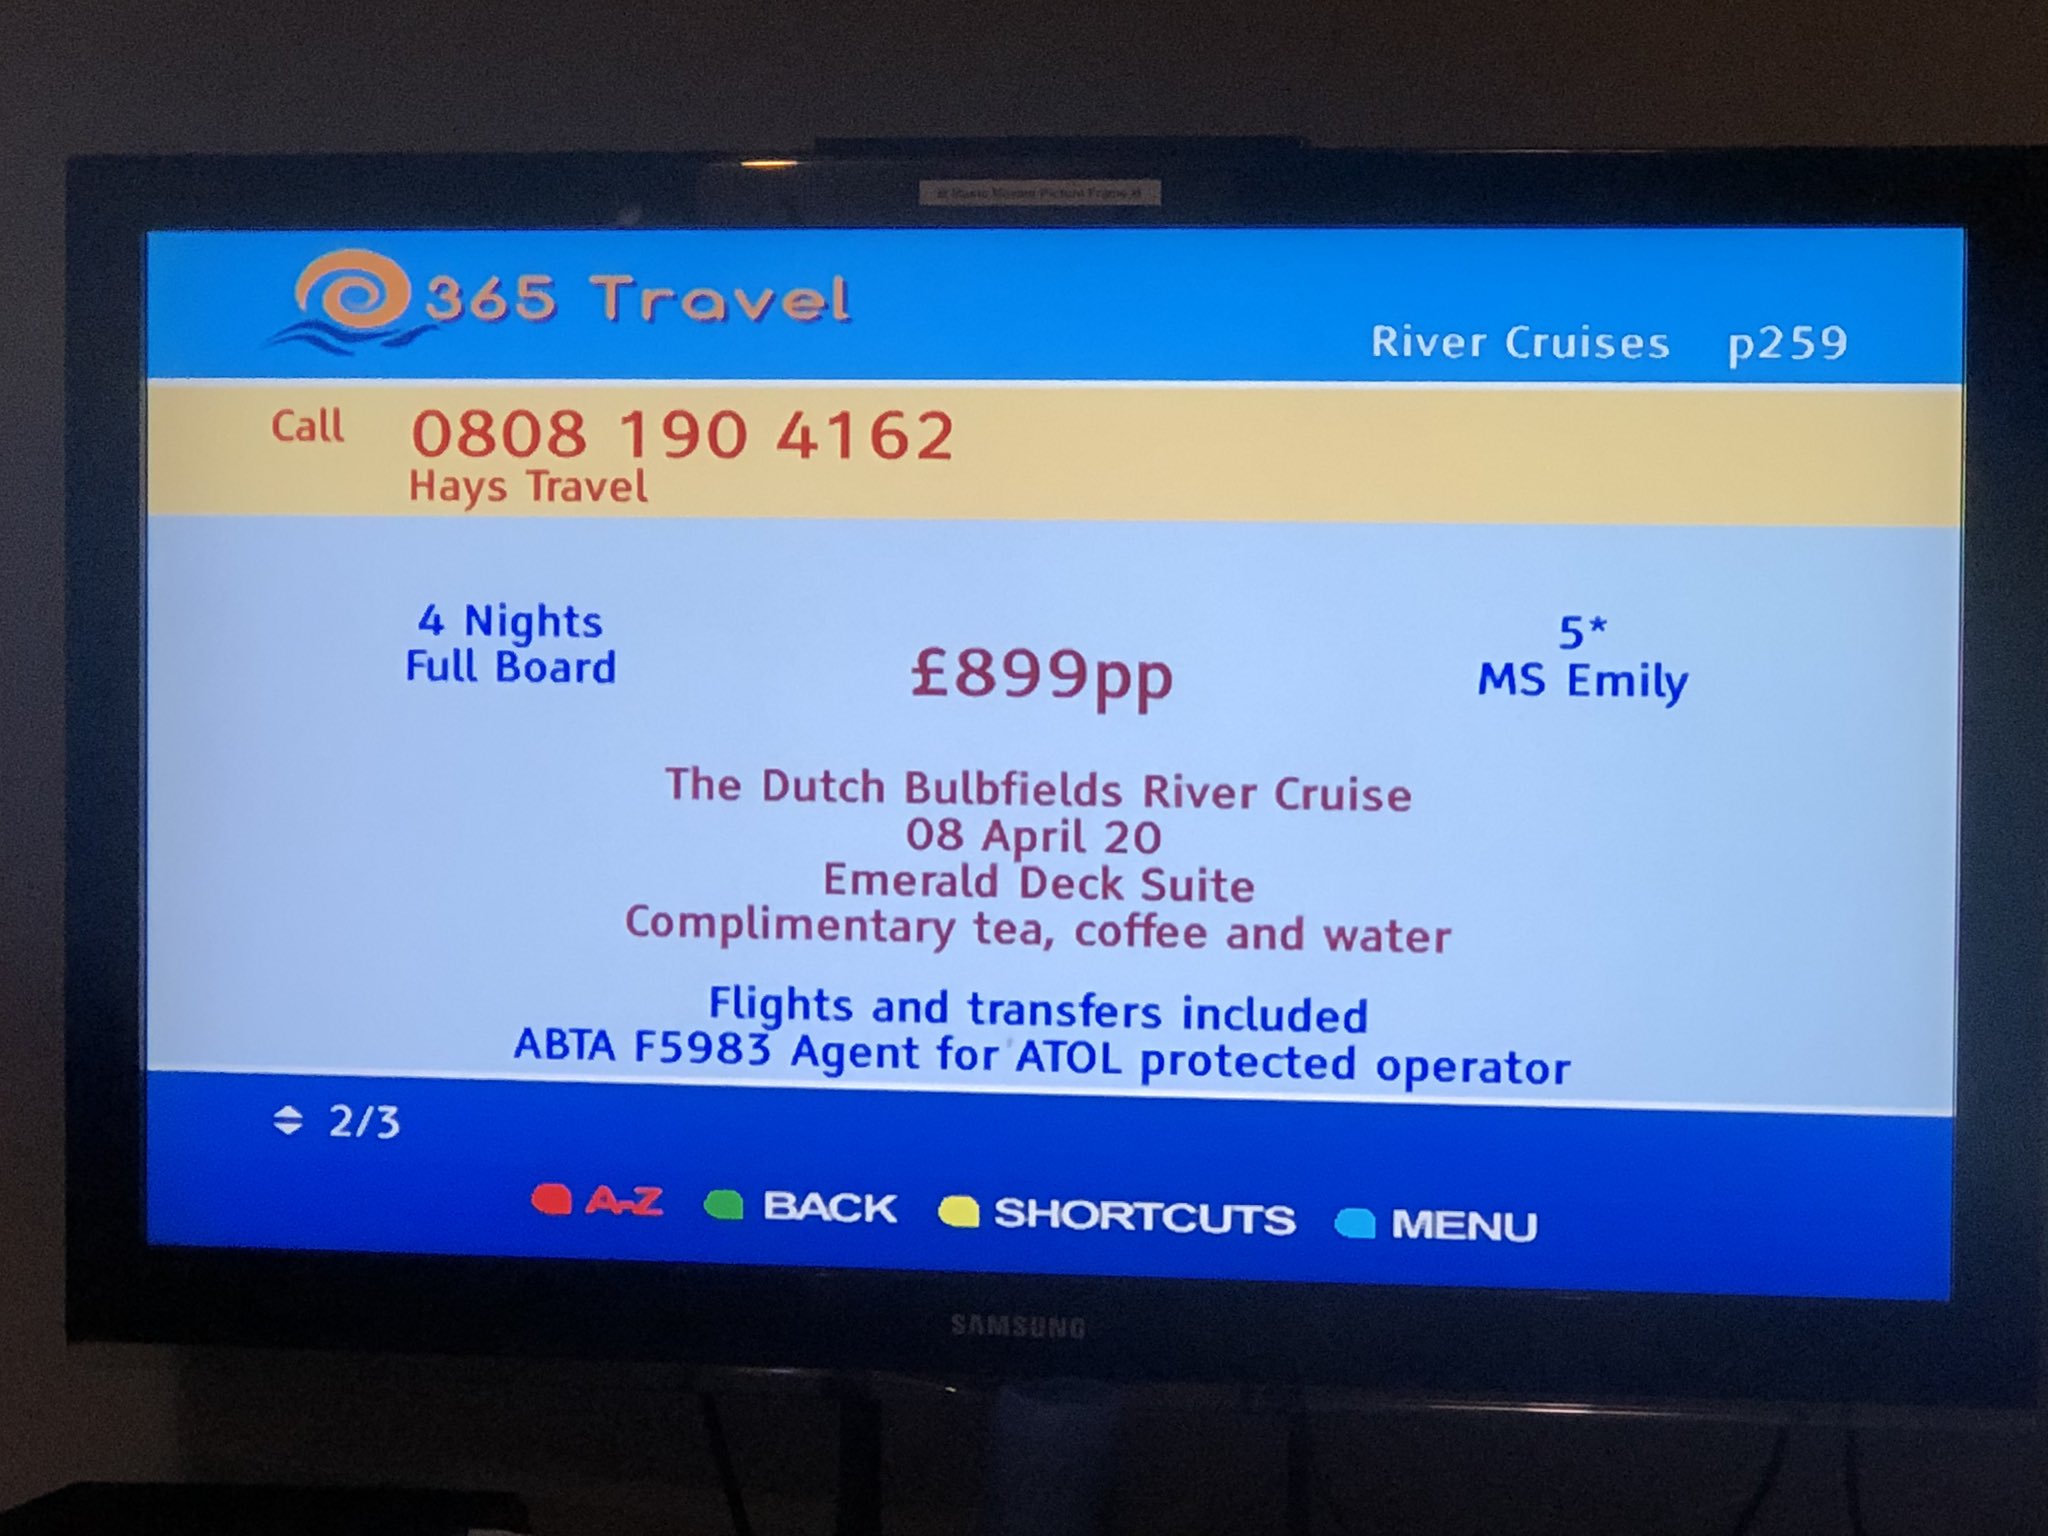 365 Travel
River Cruises p259
Call 0808 190 4162
Hays Travel
4 Nights
Full Board
£899pp
5*
MS Emily
The Dutch Bulbfields River Cruise
08 April 20
Emerald Deck Suite
Complimentary tea, coffee and water
Flights and transfers included
ABTA F5983 Agent for ATOL protected operator
2/3
A-Z BACK SHORTCUTS MENU
SAMSUNG